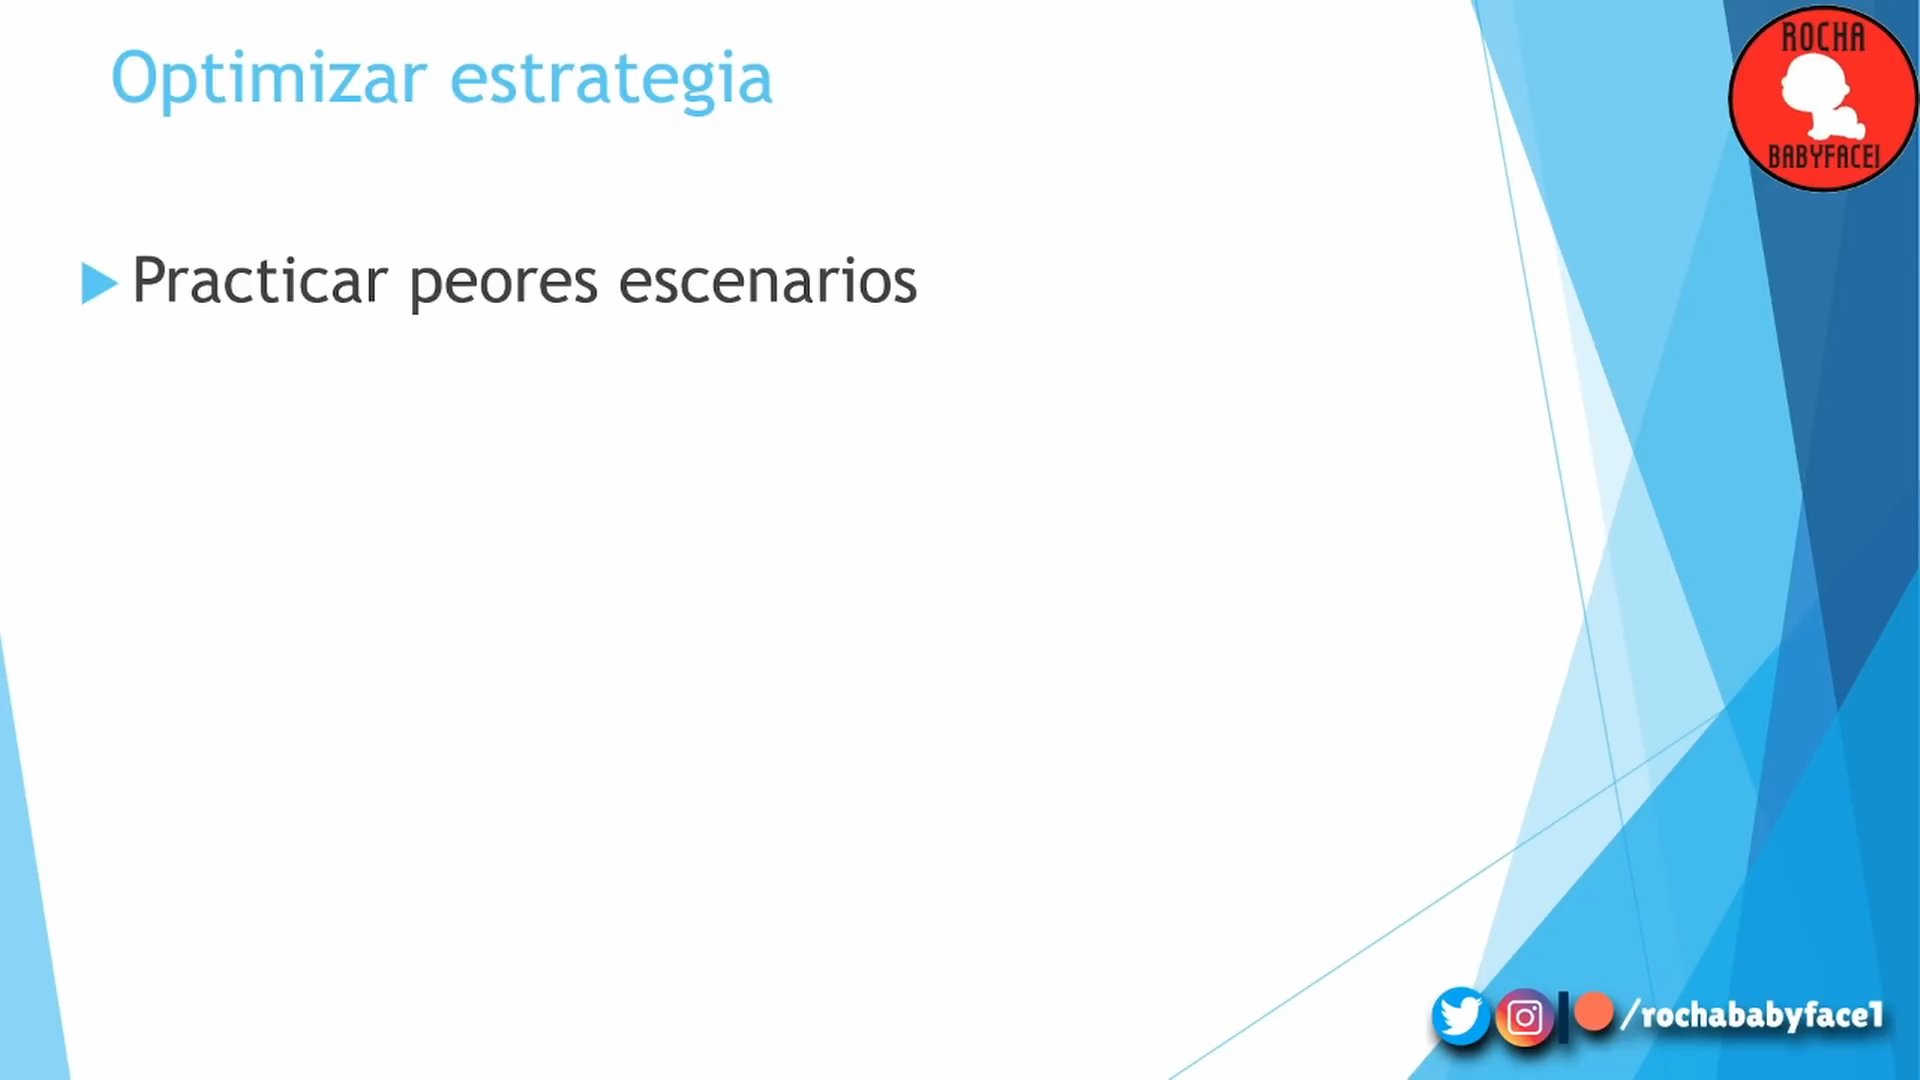 Optimizar estrategia
ROCHA
BABYFACE1
Practicar peores escenarios
/rochababyface1